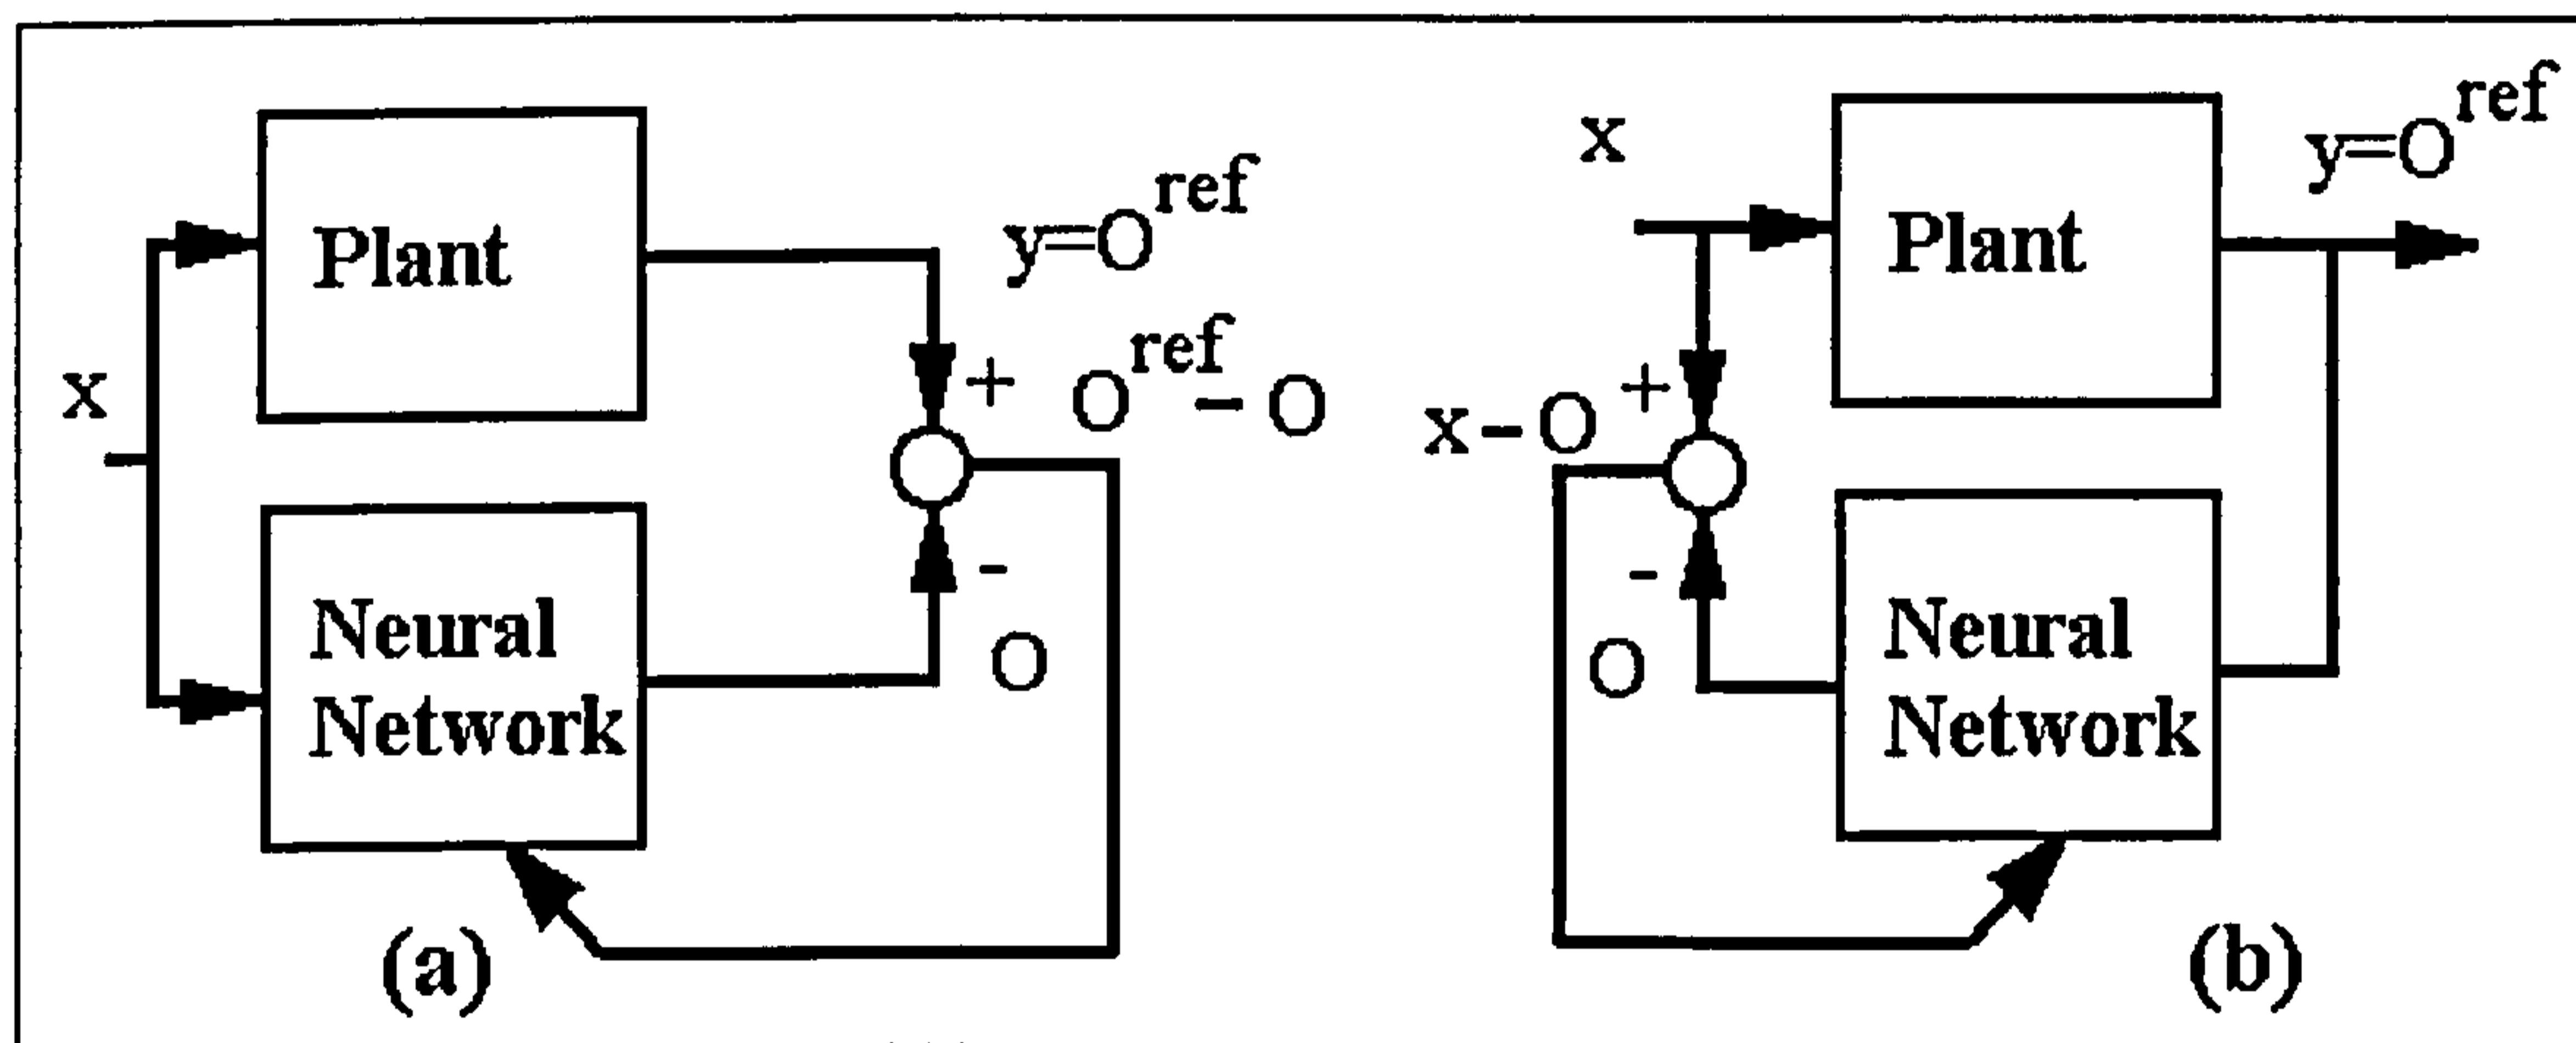 x
Plant
y=O^ref
+
O^ref - O
-
O
Neural
Network
(a)
x
Plant
y=O^ref
+
x - O
-
O
Neural
Network
(b)